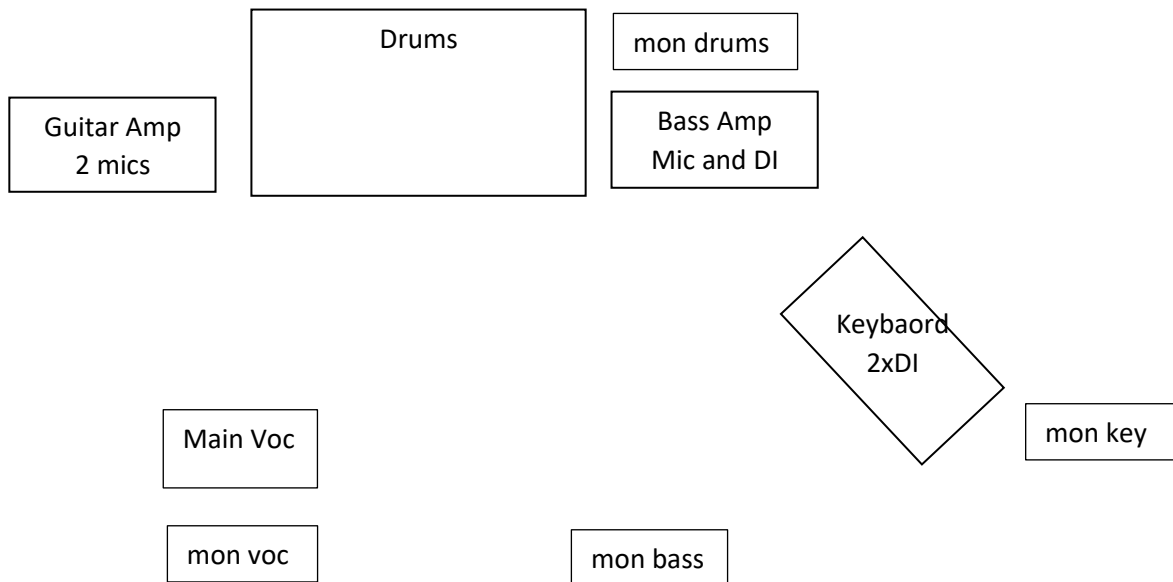 Drums
mon drums
Guitar Amp
2 mics
Bass Amp
Mic and DI
Keybaord
2xDI
Main Voc
mon key
mon voc
mon bass